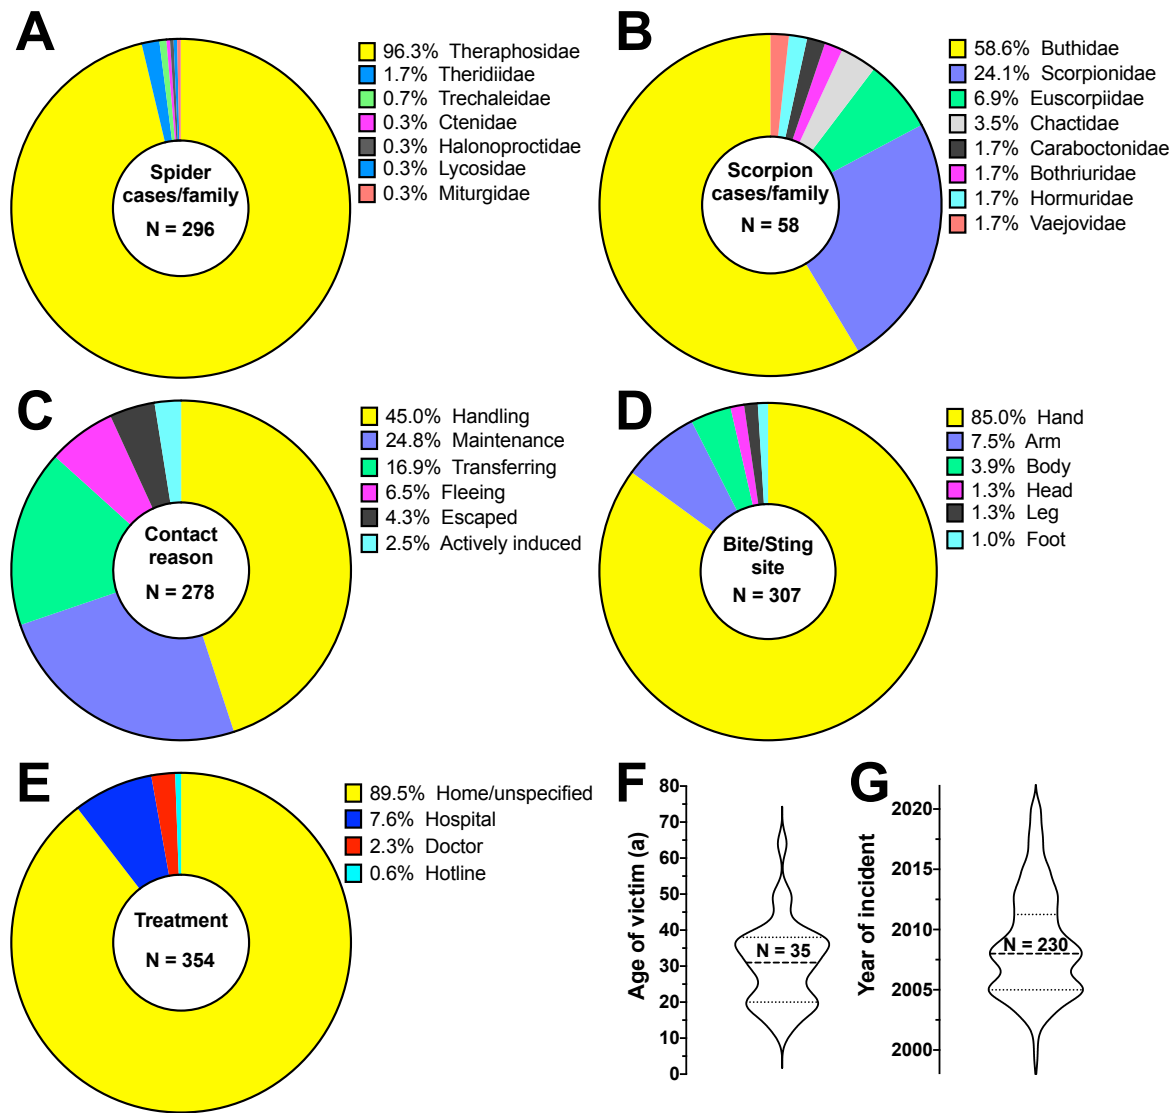 A
Spider
cases/family
N = 296
96.3% Theraphosidae
1.7% Theridiidae
0.7% Trechaleidae
0.3% Ctenidae
0.3% Halonoproctidae
0.3% Lycosidae
0.3% Miturgidae
B
Scorpion
cases/family
N = 58
58.6% Buthidae
24.1% Scorpionidae
6.9% Euscorpiidae
3.5% Chactidae
1.7% Caraboctonidae
1.7% Bothriuridae
1.7% Hormuridae
1.7% Vaejovidae
C
Contact
reason
N = 278
45.0% Handling
24.8% Maintenance
16.9% Transferring
6.5% Fleeing
4.3% Escaped
2.5% Actively induced
D
Bite/Sting
site
N = 307
85.0% Hand
7.5% Arm
3.9% Body
1.3% Head
1.3% Leg
1.0% Foot
E
Treatment
N = 354
89.5% Home/unspecified
7.6% Hospital
2.3% Doctor
0.6% Hotline
F
Age of victim (a)
80
70
60
50
40
30
20
10
0
N = 35
G
Year of incident
2020
2015
2010
2005
2000
N = 230